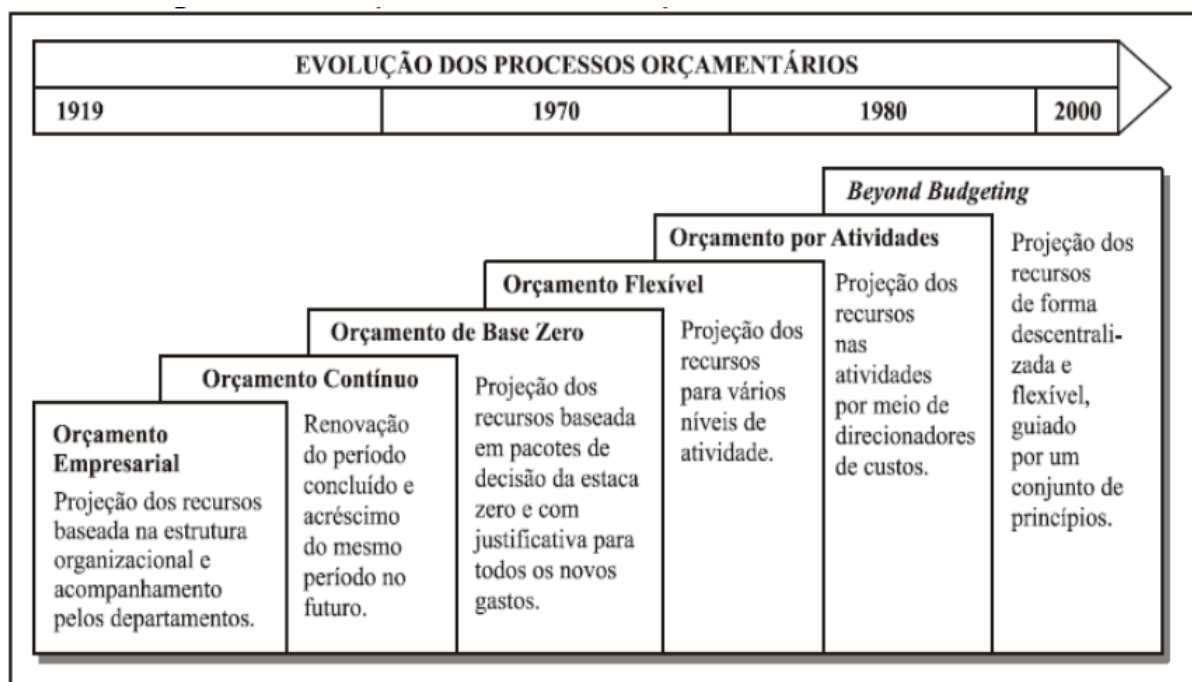 EVOLUÇÃO DOS PROCESSOS ORÇAMENTÁRIOS
1919 1970 1980 2000
Orçamento
Empresarial
Projeção dos recursos
baseada na estrutura
organizacional e
acompanhamento
pelos departamentos.
Orçamento Contínuo
Renovação
do período
concluído e
acréscimo
do mesmo
período no
futuro.
Orçamento de Base Zero
Projeção dos
recursos baseada
em pacotes de
decisão da estaca
zero e com
justificativa para
todos os novos
gastos.
Orçamento Flexível
Projeção dos
recursos
para vários
níveis de
atividade.
Orçamento por Atividades
Projeção dos
recursos
nas
atividades
por meio de
direcionadores
de custos.
Beyond Budgeting
Projeção dos
recursos
de forma
descentrali-
zada e
flexível,
guiado
por um
conjunto de
princípios.